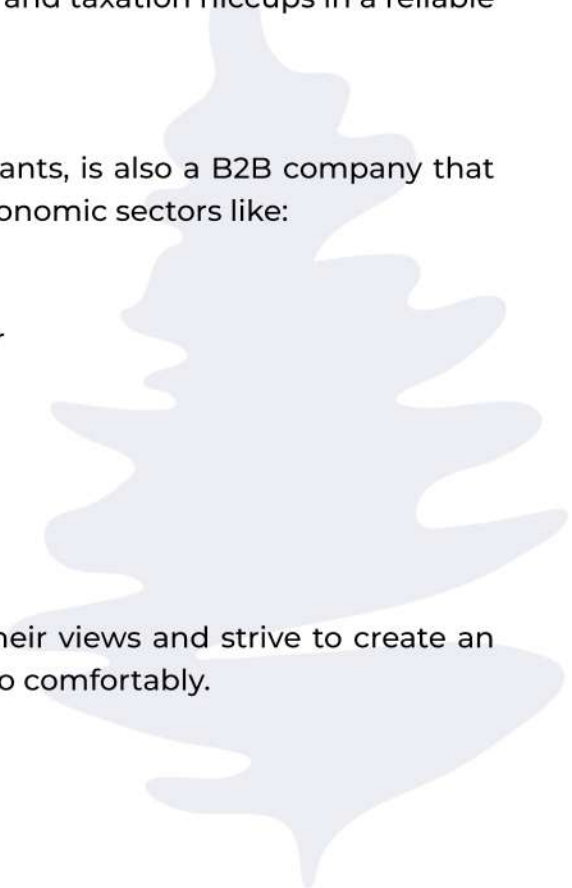 and taxation hiccups in a reliable
ants, is also a B2B company that
onomic sectors like:
r
heir views and strive to create an
o comfortably.